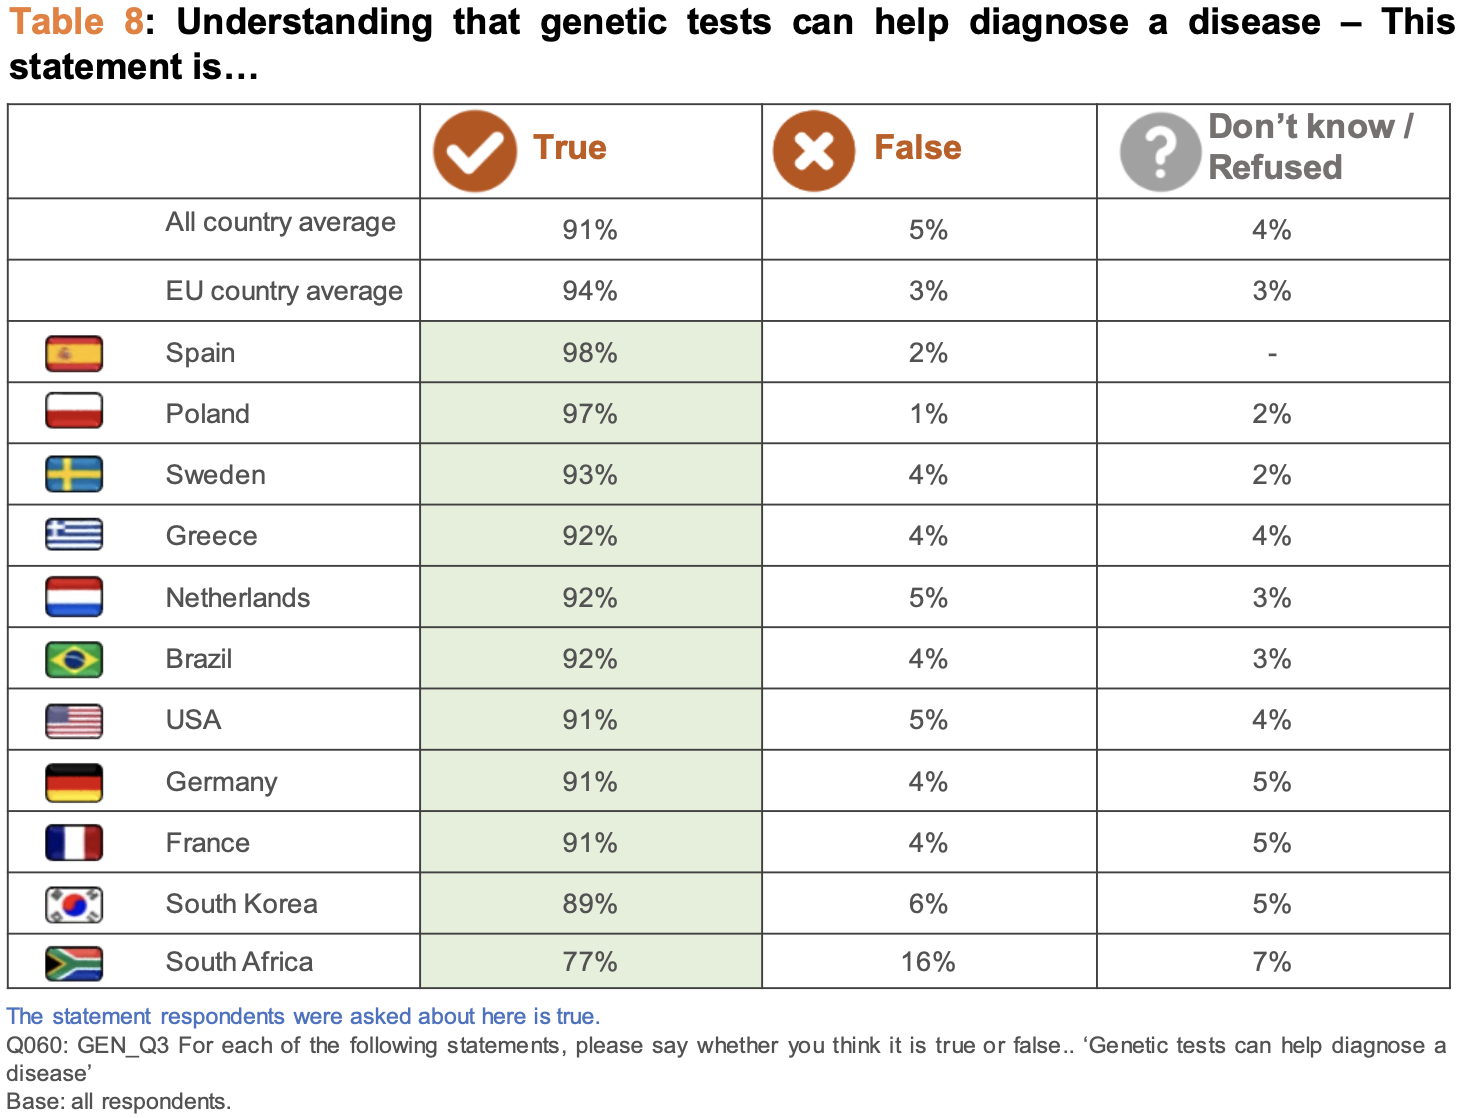 Table 8: Understanding that genetic tests can help diagnose a disease – This
statement is…
True False Don’t know /
Refused
All country average 91% 5% 4%
EU country average 94% 3% 3%
Spain 98% 2% -
Poland 97% 1% 2%
Sweden 93% 4% 2%
Greece 92% 4% 4%
Netherlands 92% 5% 3%
Brazil 92% 4% 3%
USA 91% 5% 4%
Germany 91% 4% 5%
France 91% 4% 5%
South Korea 89% 6% 5%
South Africa 77% 16% 7%
The statement respondents were asked about here is true.
Q060: GEN_Q3 For each of the following statements, please say whether you think it is true or false.. ‘Genetic tests can help diagnose a
disease’
Base: all respondents.